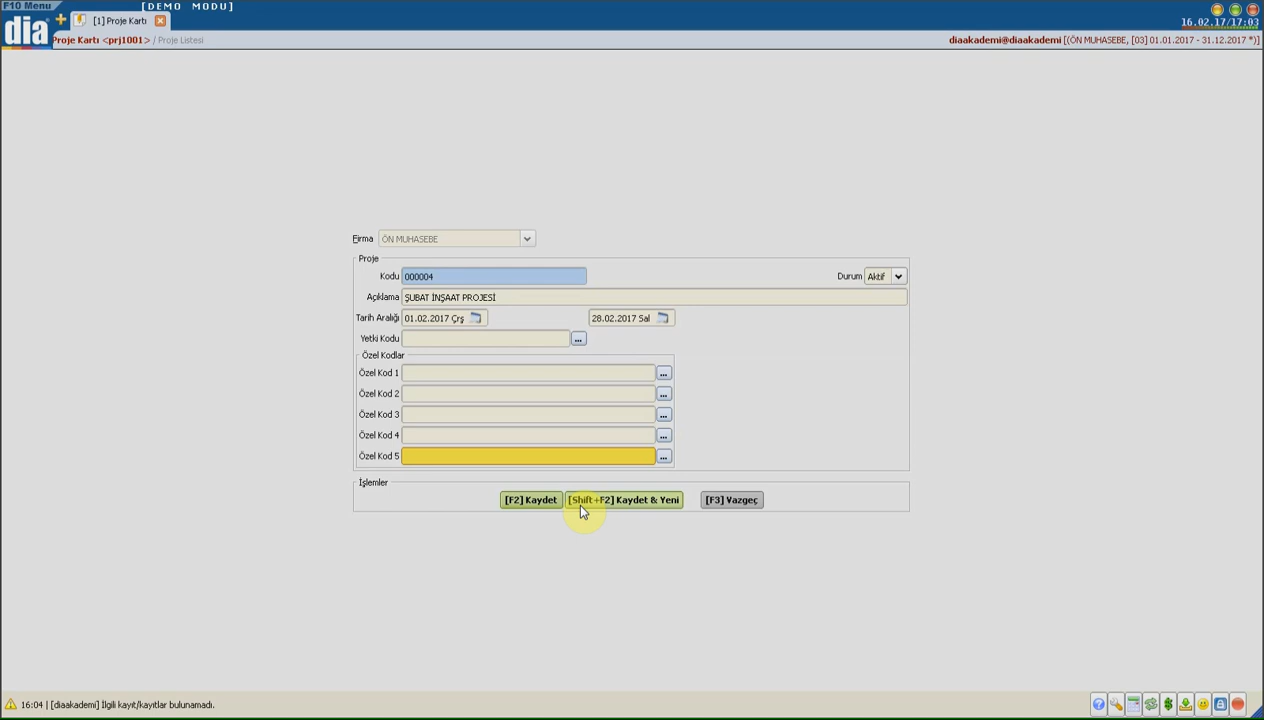 F10 Menu
[DEMO MODU]
dia
[1] Proje Kartı
16.02.17/17:03
Proje Kartı <prj1001> / Proje Listesi
diaakademi@diaakademi [(ÖN MUHASEBE, [03] 01.01.2017 - 31.12.2017 *)]
Firma ÖN MUHASEBE
Proje
Kodu 000004
Durum Aktif
Açıklama ŞUBAT İNŞAAT PROJESİ
Tarih Aralığı 01.02.2017 Çrş 28.02.2017 Sal
Yetki Kodu ...
Özel Kodlar
Özel Kod 1 ...
Özel Kod 2 ...
Özel Kod 3 ...
Özel Kod 4 ...
Özel Kod 5 ...
İşlemler
[F2] Kaydet [Shift+F2] Kaydet & Yeni [F3] Vazgeç
16:04 | [diaakademi] İlgili kayıt/kayıtlar bulunamadı.